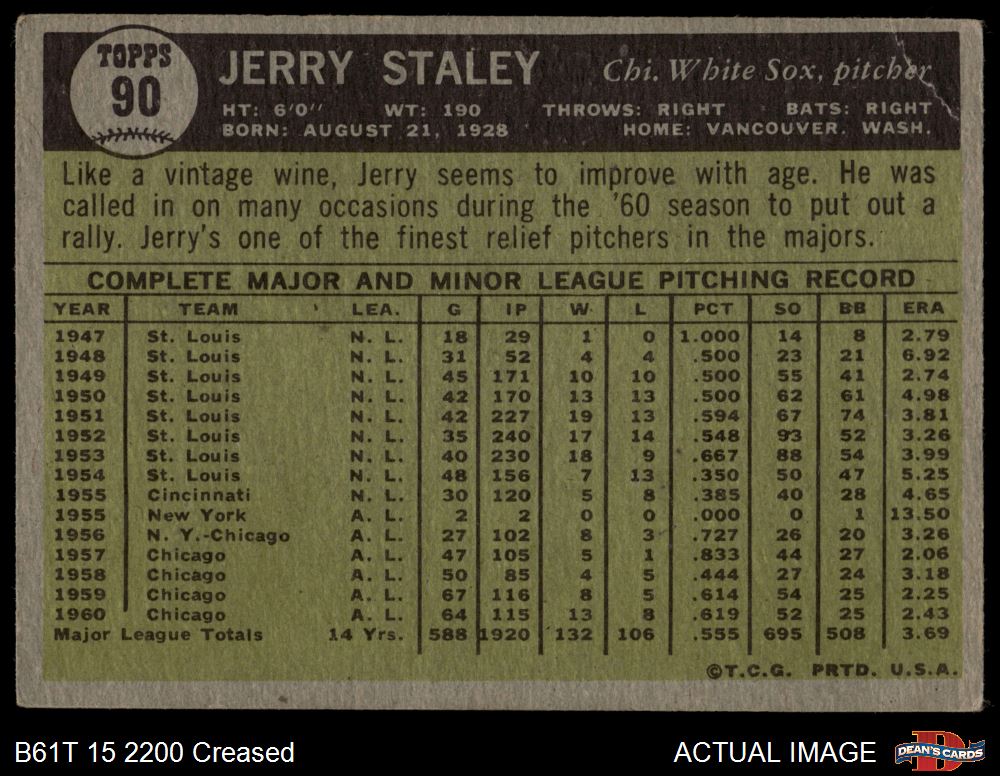 TOPPS
90
JERRY STALEY Chi. White Sox, pitcher
HT: 6'0" WT: 190 THROWS: RIGHT BATS: RIGHT
BORN: AUGUST 21, 1928 HOME: VANCOUVER. WASH.
Like a vintage wine, Jerry seems to improve with age. He was
called in on many occasions during the '60 season to put out a
rally. Jerry's one of the finest relief pitchers in the majors.
COMPLETE MAJOR AND MINOR LEAGUE PITCHING RECORD
YEAR TEAM LEA. G IP W L PCT SO BB ERA
1947 St. Louis N. L. 18 29 1 0 1.000 14 8 2.79
1948 St. Louis N. L. 31 52 4 4 .500 23 21 6.92
1949 St. Louis N. L. 45 171 10 10 .500 55 41 2.74
1950 St. Louis N. L. 42 170 13 13 .500 62 61 4.98
1951 St. Louis N. L. 42 227 19 13 .594 67 74 3.81
1952 St. Louis N. L. 35 240 17 14 .548 93 52 3.26
1953 St. Louis N. L. 40 230 18 9 .667 88 54 3.99
1954 St. Louis N. L. 48 156 7 13 .350 50 47 5.25
1955 Cincinnati N. L. 30 120 5 8 .385 40 28 4.65
1955 New York A. L. 2 2 0 0 .000 0 1 13.50
1956 N. Y.-Chicago A. L. 27 102 8 3 .727 26 20 3.26
1957 Chicago A. L. 47 105 5 1 .833 44 27 2.06
1958 Chicago A. L. 50 85 4 5 .444 27 24 3.18
1959 Chicago A. L. 67 116 8 5 .614 54 25 2.25
1960 Chicago A. L. 64 115 13 8 .619 52 25 2.43
Major League Totals 14 Yrs. 588 1920 132 106 .555 695 508 3.69
©T.C.G. PRTD. U.S.A.
B61T 15 2200 Creased ACTUAL IMAGE DEAN'S CARDS